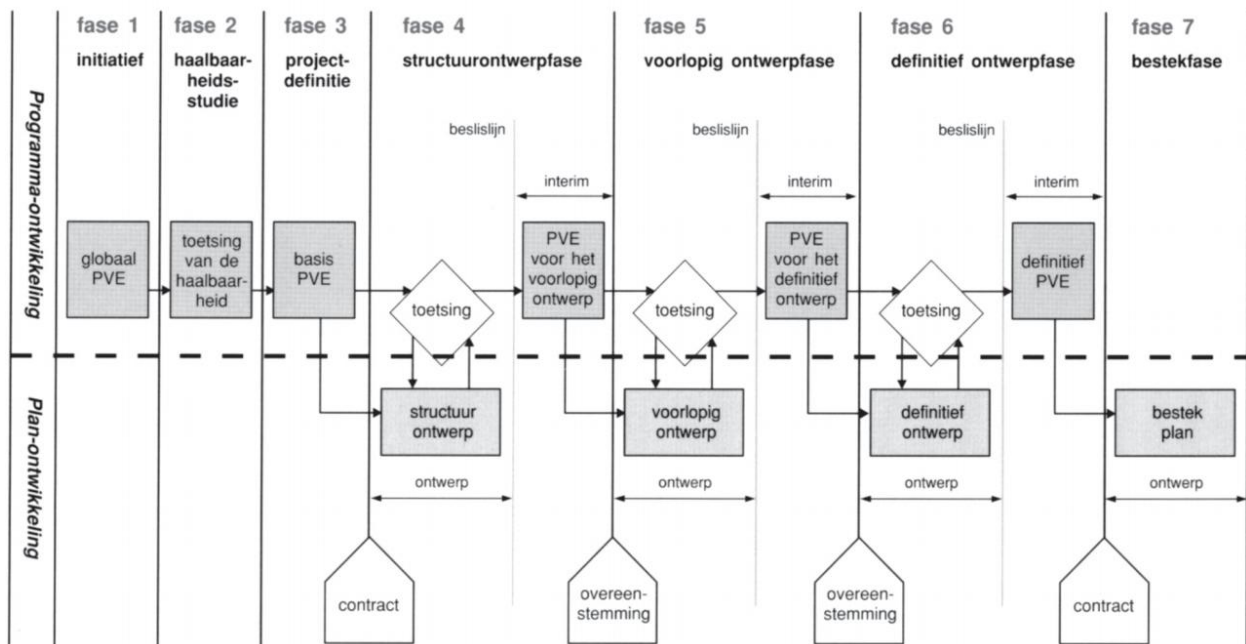 fase 1
initiatief
fase 2
haalbaar-
heids-
studie
fase 3
project-
definitie
fase 4
structuurontwerpfase
fase 5
voorlopig ontwerpfase
fase 6
definitief ontwerpfase
fase 7
bestekfase
Programma-ontwikkeling
beslislijn
beslislijn
beslislijn
interim
interim
interim
globaal
PVE
toetsing
van de
haalbaar-
heid
basis
PVE
toetsing
PVE
voor het
voorlopig
ontwerp
toetsing
PVE
voor het
definitief
ontwerp
toetsing
definitief
PVE
Plan-ontwikkeling
structuur
ontwerp
voorlopig
ontwerp
definitief
ontwerp
bestek
plan
ontwerp
ontwerp
ontwerp
ontwerp
contract
overeen-
stemming
overeen-
stemming
contract